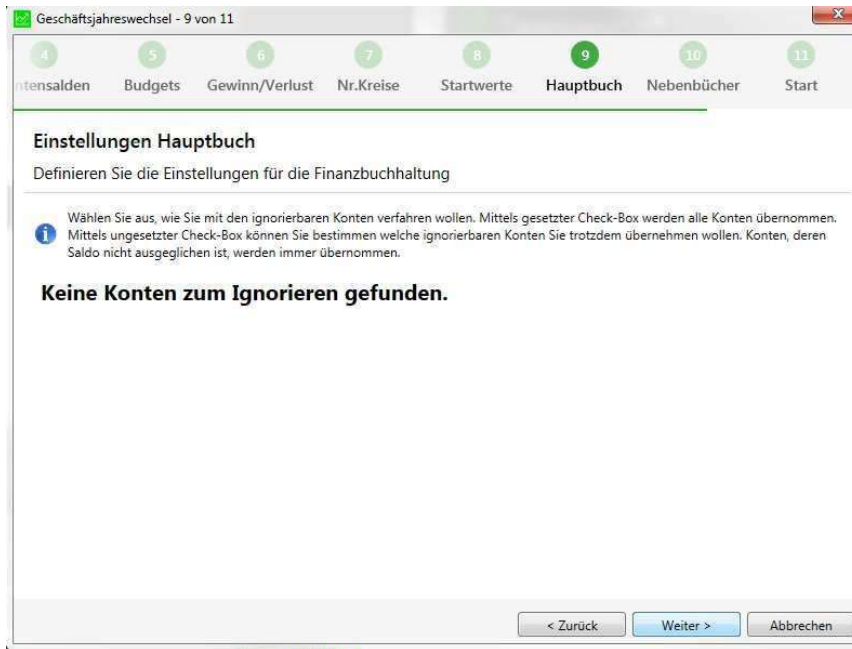 Geschäftsjahreswechsel - 9 von 11
4 5 6 7 8 9 10 11
ntensalden Budgets Gewinn/Verlust Nr.Kreise Startwerte Hauptbuch Nebenbücher Start
Einstellungen Hauptbuch
Definieren Sie die Einstellungen für die Finanzbuchhaltung
Wählen Sie aus, wie Sie mit den ignorierbaren Konten verfahren wollen. Mittels gesetzter Check-Box werden alle Konten übernommen.
Mittels ungesetzter Check-Box können Sie bestimmen welche ignorierbaren Konten Sie trotzdem übernehmen wollen. Konten, deren
Saldo nicht ausgeglichen ist, werden immer übernommen.
Keine Konten zum Ignorieren gefunden.
< Zurück Weiter > Abbrechen